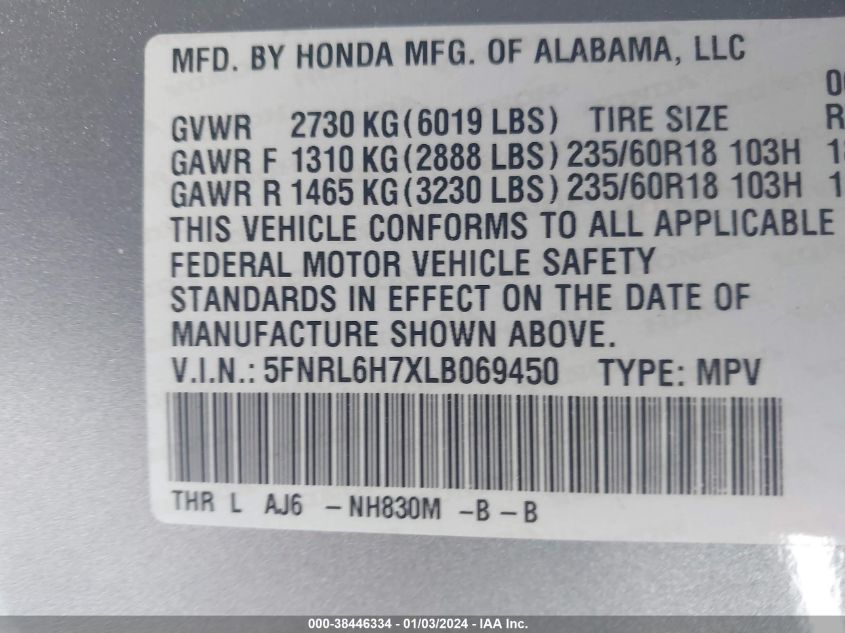 MFD. BY HONDA MFG. OF ALABAMA, LLC
GVWR 2730 KG (6019 LBS) TIRE SIZE R
GAWR F 1310 KG (2888 LBS) 235/60R18 103H
GAWR R 1465 KG (3230 LBS) 235/60R18 103H
THIS VEHICLE CONFORMS TO ALL APPLICABLE
FEDERAL MOTOR VEHICLE SAFETY
STANDARDS IN EFFECT ON THE DATE OF
MANUFACTURE SHOWN ABOVE.
V.I.N.: 5FNRL6H7XLB069450 TYPE: MPV
THR L AJ6 -NH830M -B-B
000-38446334 - 01/03/2024 - IAA Inc.